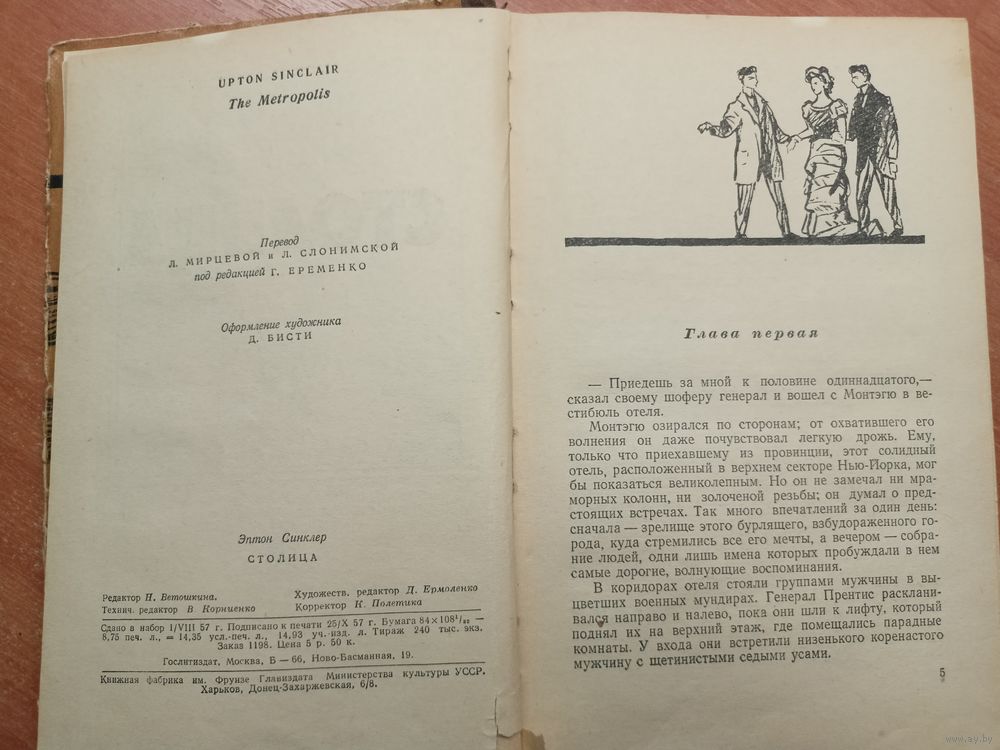 UPTON SINCLAIR
The Metropolis
Перевод
Л. МИРЦЕВОЙ и Л. СЛОНИМСКОЙ
под редакцией Г. ЕРЕМЕНКО
Оформление художника
Д. БИСТИ
Эптон Синклер
СТОЛИЦА
Редактор Н. Ветошкина. Художеств. редактор Д. Ермоленко
Технич. редактор В. Корниенко Корректор К. Полетика
Сдано в набор 1/VIII 57 г. Подписано к печати 25/X 57 г. Бумага 84×108¹/₃₂ —
8,75 печ. л., = 14,35 усл.-печ. л., 14,93 уч.-изд. л. Тираж 240 тыс. экз.
Заказ 1198. Цена 5 р. 50 к.
Гослитиздат, Москва, Б — 66, Ново-Басманная, 19.
Книжная фабрика им. Фрунзе Главиздата Министерства культуры УССР.
Харьков, Донец-Захаржевская, 6/8.
Глава первая
— Приедешь за мной к половине одиннадцатого,—
сказал своему шоферу генерал и вошел с Монтэгю в ве-
стибюль отеля.
Монтэгю озирался по сторонам; от охватившего его
волнения он даже почувствовал легкую дрожь. Ему,
только что приехавшему из провинции, этот солидный
отель, расположенный в верхнем секторе Нью-Йорка, мог
бы показаться великолепным. Но он не замечал ни мра-
морных колонн, ни золоченой резьбы; он думал о пред-
стоящих встречах. Так много впечатлений за один день:
сначала — зрелище этого бурлящего, взбудораженного го-
рода, куда стремились все его мечты, а вечером — собра-
ние людей, одни лишь имена которых пробуждали в нем
самые дорогие, волнующие воспоминания.
В коридорах отеля стояли группами мужчины в вы-
цветших военных мундирах. Генерал Прентис раскланι-
вался направо и налево, пока они шли к лифту, который
поднял их на верхний этаж, где помещались парадные
комнаты. У входа они встретили низенького коренастого
мужчину с щетинистыми седыми усами.
5
www.ay.by